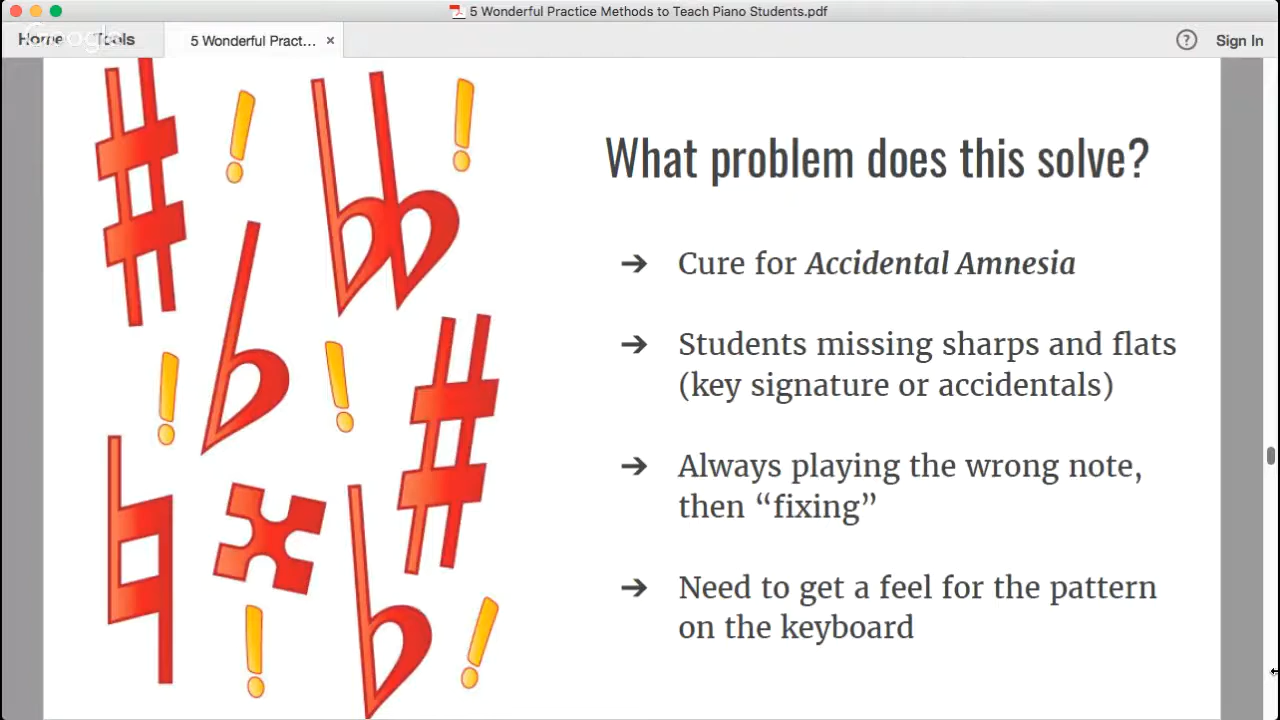 5 Wonderful Practice Methods to Teach Piano Students.pdf
Home Tools 5 Wonderful Pract... × ? Sign In
Google
What problem does this solve?
➔ Cure for Accidental Amnesia
➔ Students missing sharps and flats
(key signature or accidentals)
➔ Always playing the wrong note,
then “fixing”
➔ Need to get a feel for the pattern
on the keyboard